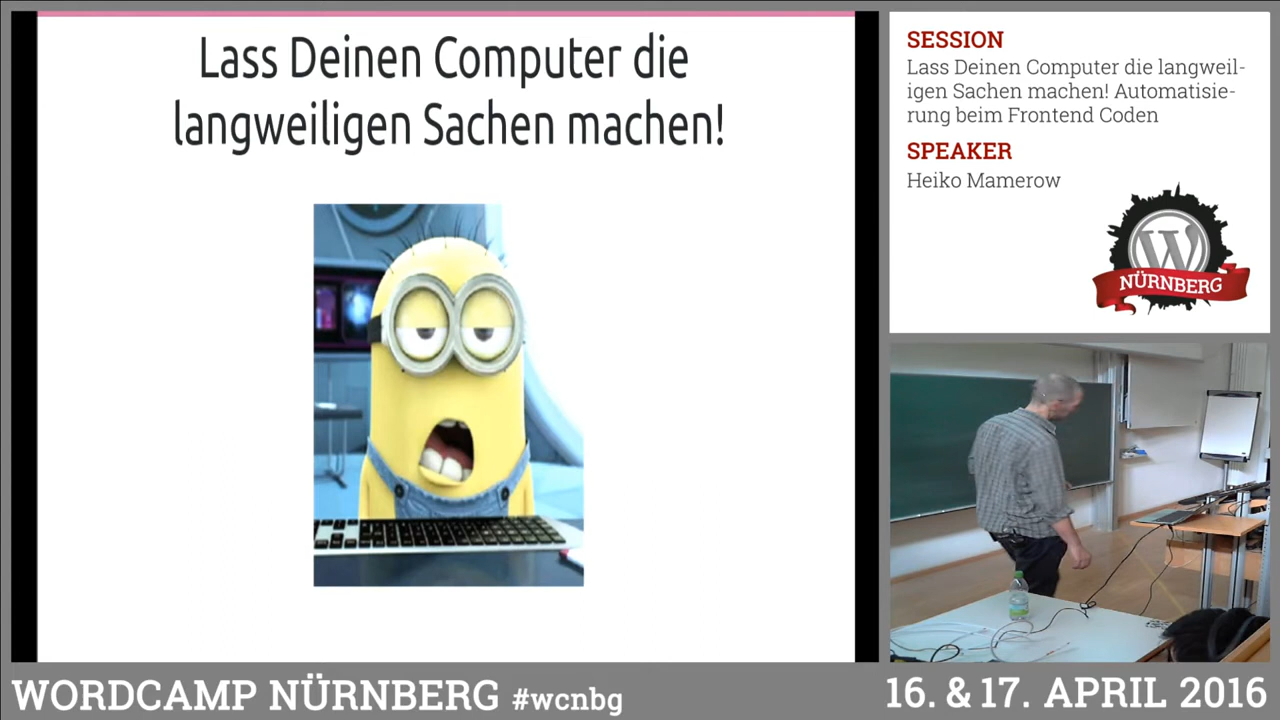 Lass Deinen Computer die
langweiligen Sachen machen!
SESSION
Lass Deinen Computer die langweil-
igen Sachen machen! Automatisie-
rung beim Frontend Coden
SPEAKER
Heiko Mamerow
W
NÜRNBERG
WORDCAMP NÜRNBERG #wcnbg
16. & 17. APRIL 2016